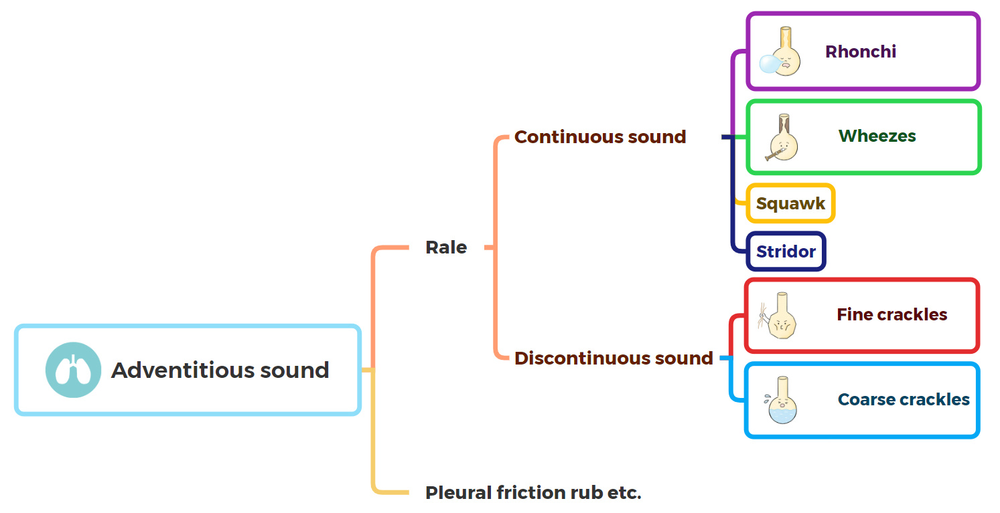 Rhonchi
Wheezes
Continuous sound
Squawk
Stridor
Rale
Fine crackles
Discontinuous sound
Adventitious sound
Coarse crackles
Pleural friction rub etc.